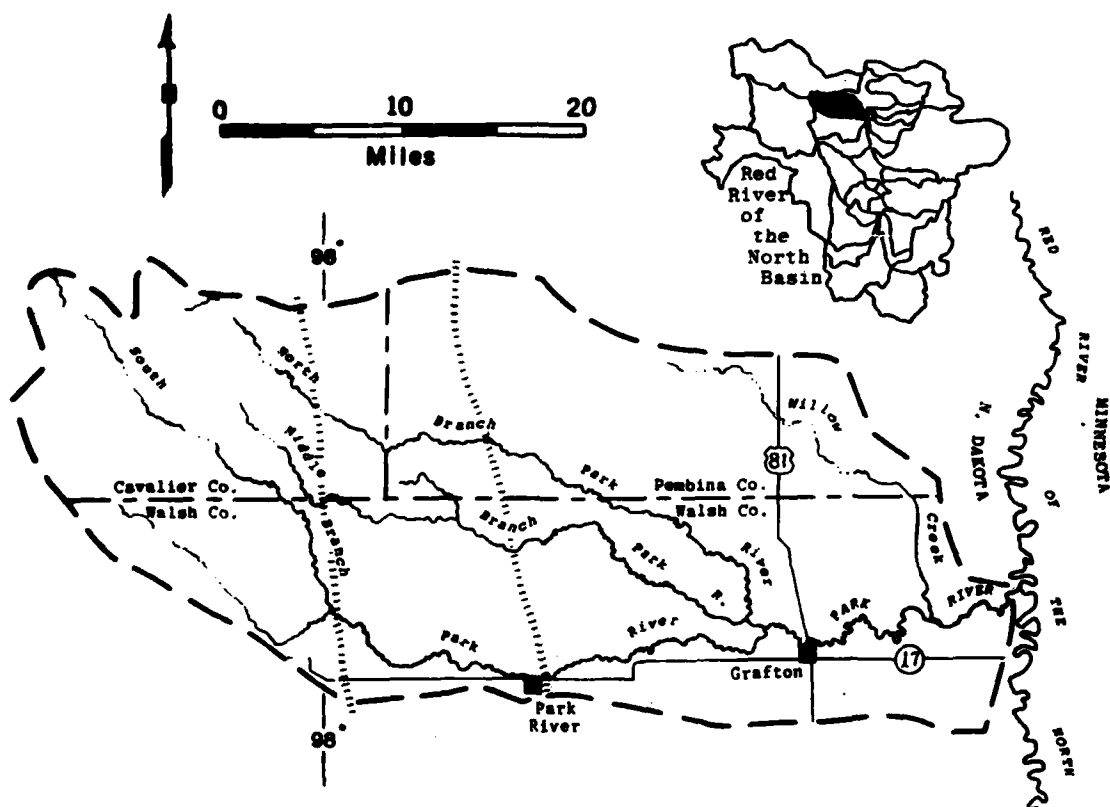 0 10 20
Miles
Red
River
of
the
North
Basin
98°
RED
RIVER
OF
THE
NORTH
MINNESOTA
N. DAKOTA
South
North
Branch
Park
River
Middle
Branch
Park
R.
Branch
Willow
Creek
81
Cavalier Co.
Walsh Co.
Pembina Co.
Walsh Co.
Park
River
PARK
RIVER
Grafton
17
Park
River
98°